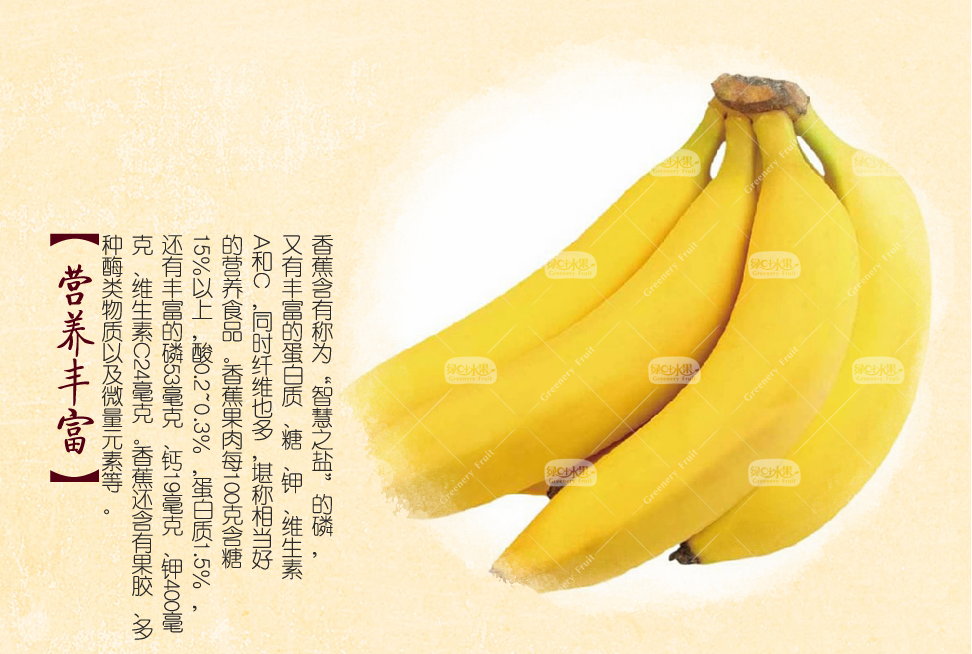 香蕉含有称为“智慧之盐”的磷,
又有丰富的蛋白质、糖、钾、维生素
A和C,同时纤维也多,堪称相当好
的营养食品。香蕉果肉每100克含糖
15%以上,酸0.2~0.3%,蛋白质1.5%,
还有丰富的磷53毫克、钙19毫克、钾400毫
克、维生素C24毫克。香蕉还含有果胶、多
种酶类物质以及微量元素等。
【营养丰富】
绿叶水果
Greenery Fruit